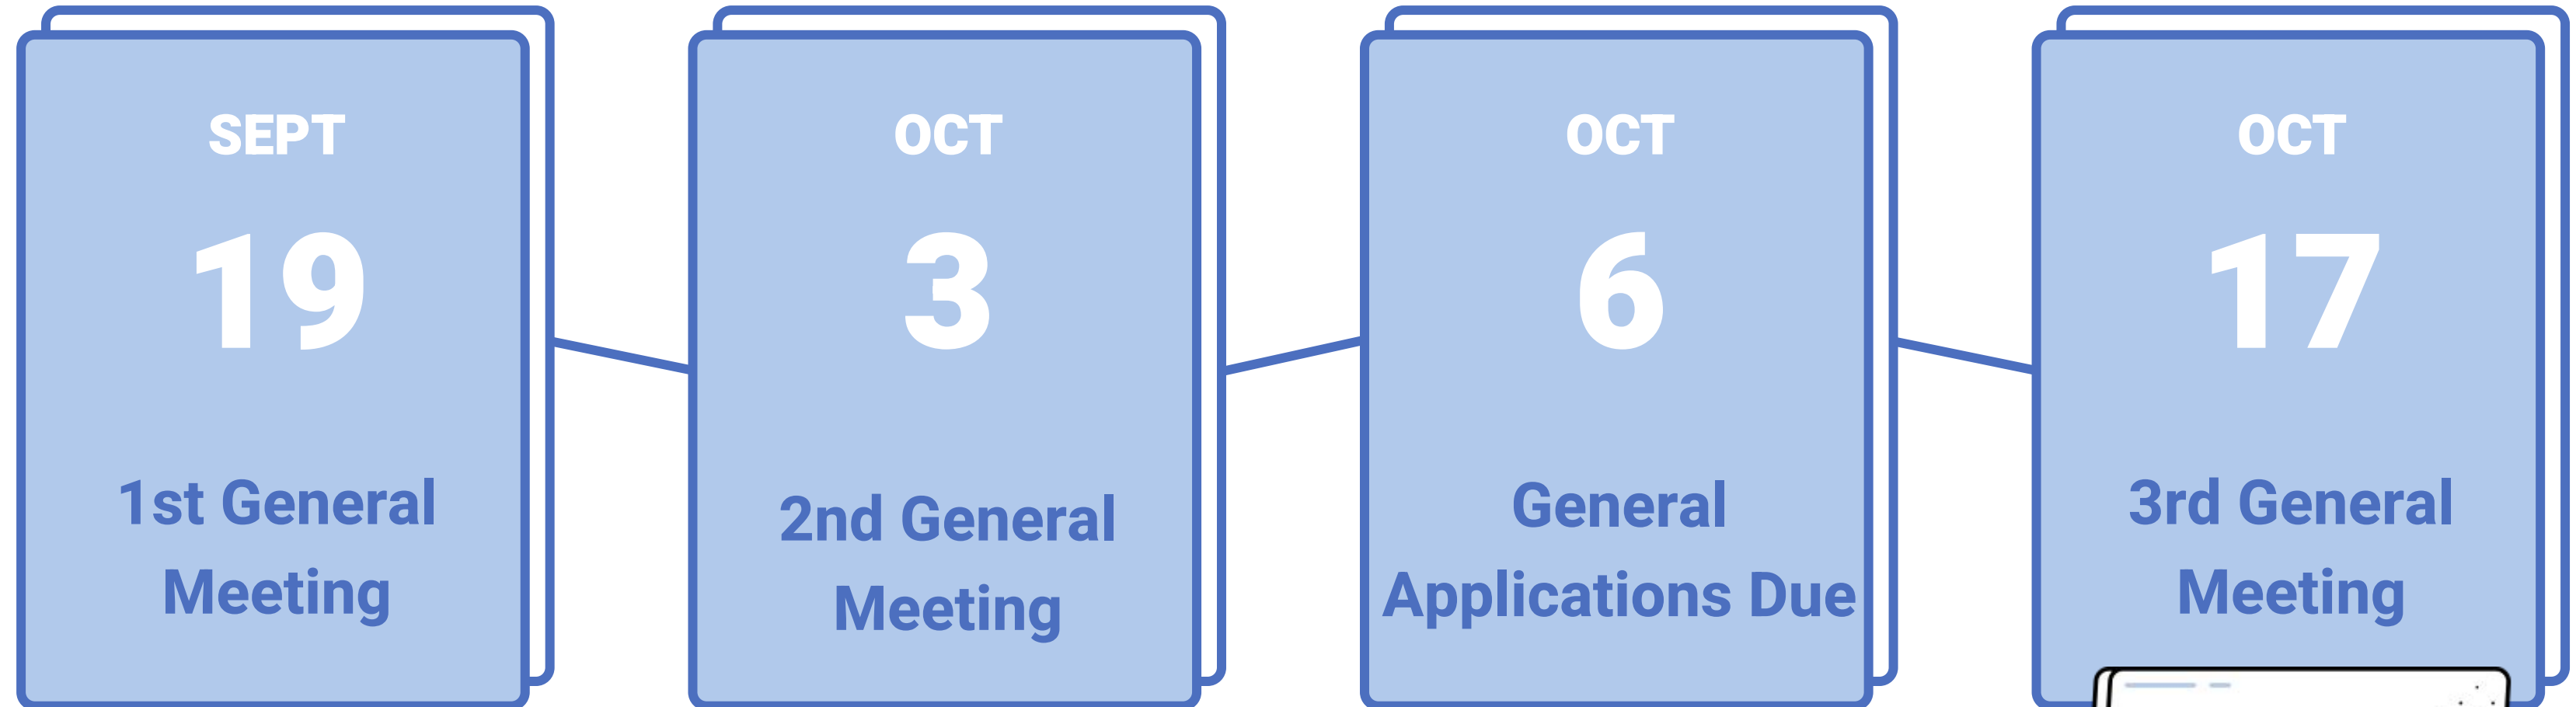 SEPT
19
1st General
Meeting
OCT
3
2nd General
Meeting
OCT
6
General
Applications Due
OCT
17
3rd General
Meeting